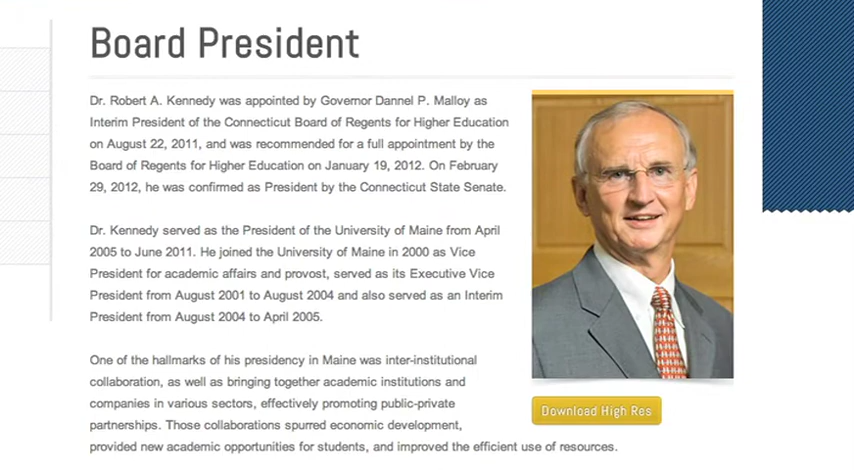 Board President
Dr. Robert A. Kennedy was appointed by Governor Dannel P. Malloy as
Interim President of the Connecticut Board of Regents for Higher Education
on August 22, 2011, and was recommended for a full appointment by the
Board of Regents for Higher Education on January 19, 2012. On February
29, 2012, he was confirmed as President by the Connecticut State Senate.
Dr. Kennedy served as the President of the University of Maine from April
2005 to June 2011. He joined the University of Maine in 2000 as Vice
President for academic affairs and provost, served as its Executive Vice
President from August 2001 to August 2004 and also served as an Interim
President from August 2004 to April 2005.
One of the hallmarks of his presidency in Maine was inter-institutional
collaboration, as well as bringing together academic institutions and
companies in various sectors, effectively promoting public-private
partnerships. Those collaborations spurred economic development,
provided new academic opportunities for students, and improved the efficient use of resources.
Download High Res